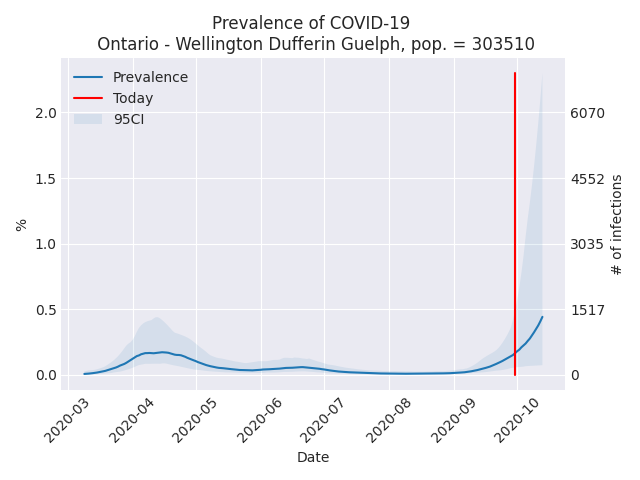 Prevalence of COVID-19
Ontario - Wellington Dufferin Guelph, pop. = 303510
Prevalence
Today
95CI
2.0
1.5
1.0
0.5
0.0
%
6070
4552
3035
1517
0
# of infections
2020-03
2020-04
2020-05
2020-06
2020-07
2020-08
2020-09
2020-10
Date